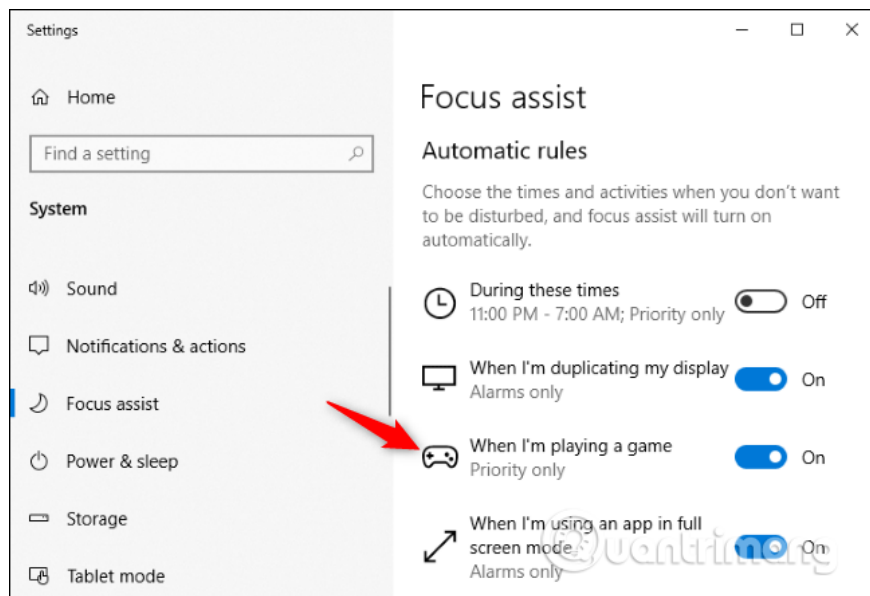 Settings
Home
Find a setting
System
Sound
Notifications & actions
Focus assist
Power & sleep
Storage
Tablet mode
Focus assist
Automatic rules
Choose the times and activities when you don't want
to be disturbed, and focus assist will turn on
automatically.
During these times
11:00 PM - 7:00 AM; Priority only
Off
When I'm duplicating my display
Alarms only
On
When I'm playing a game
Priority only
On
When I'm using an app in full
screen mode
Alarms only
On
Quantrimang